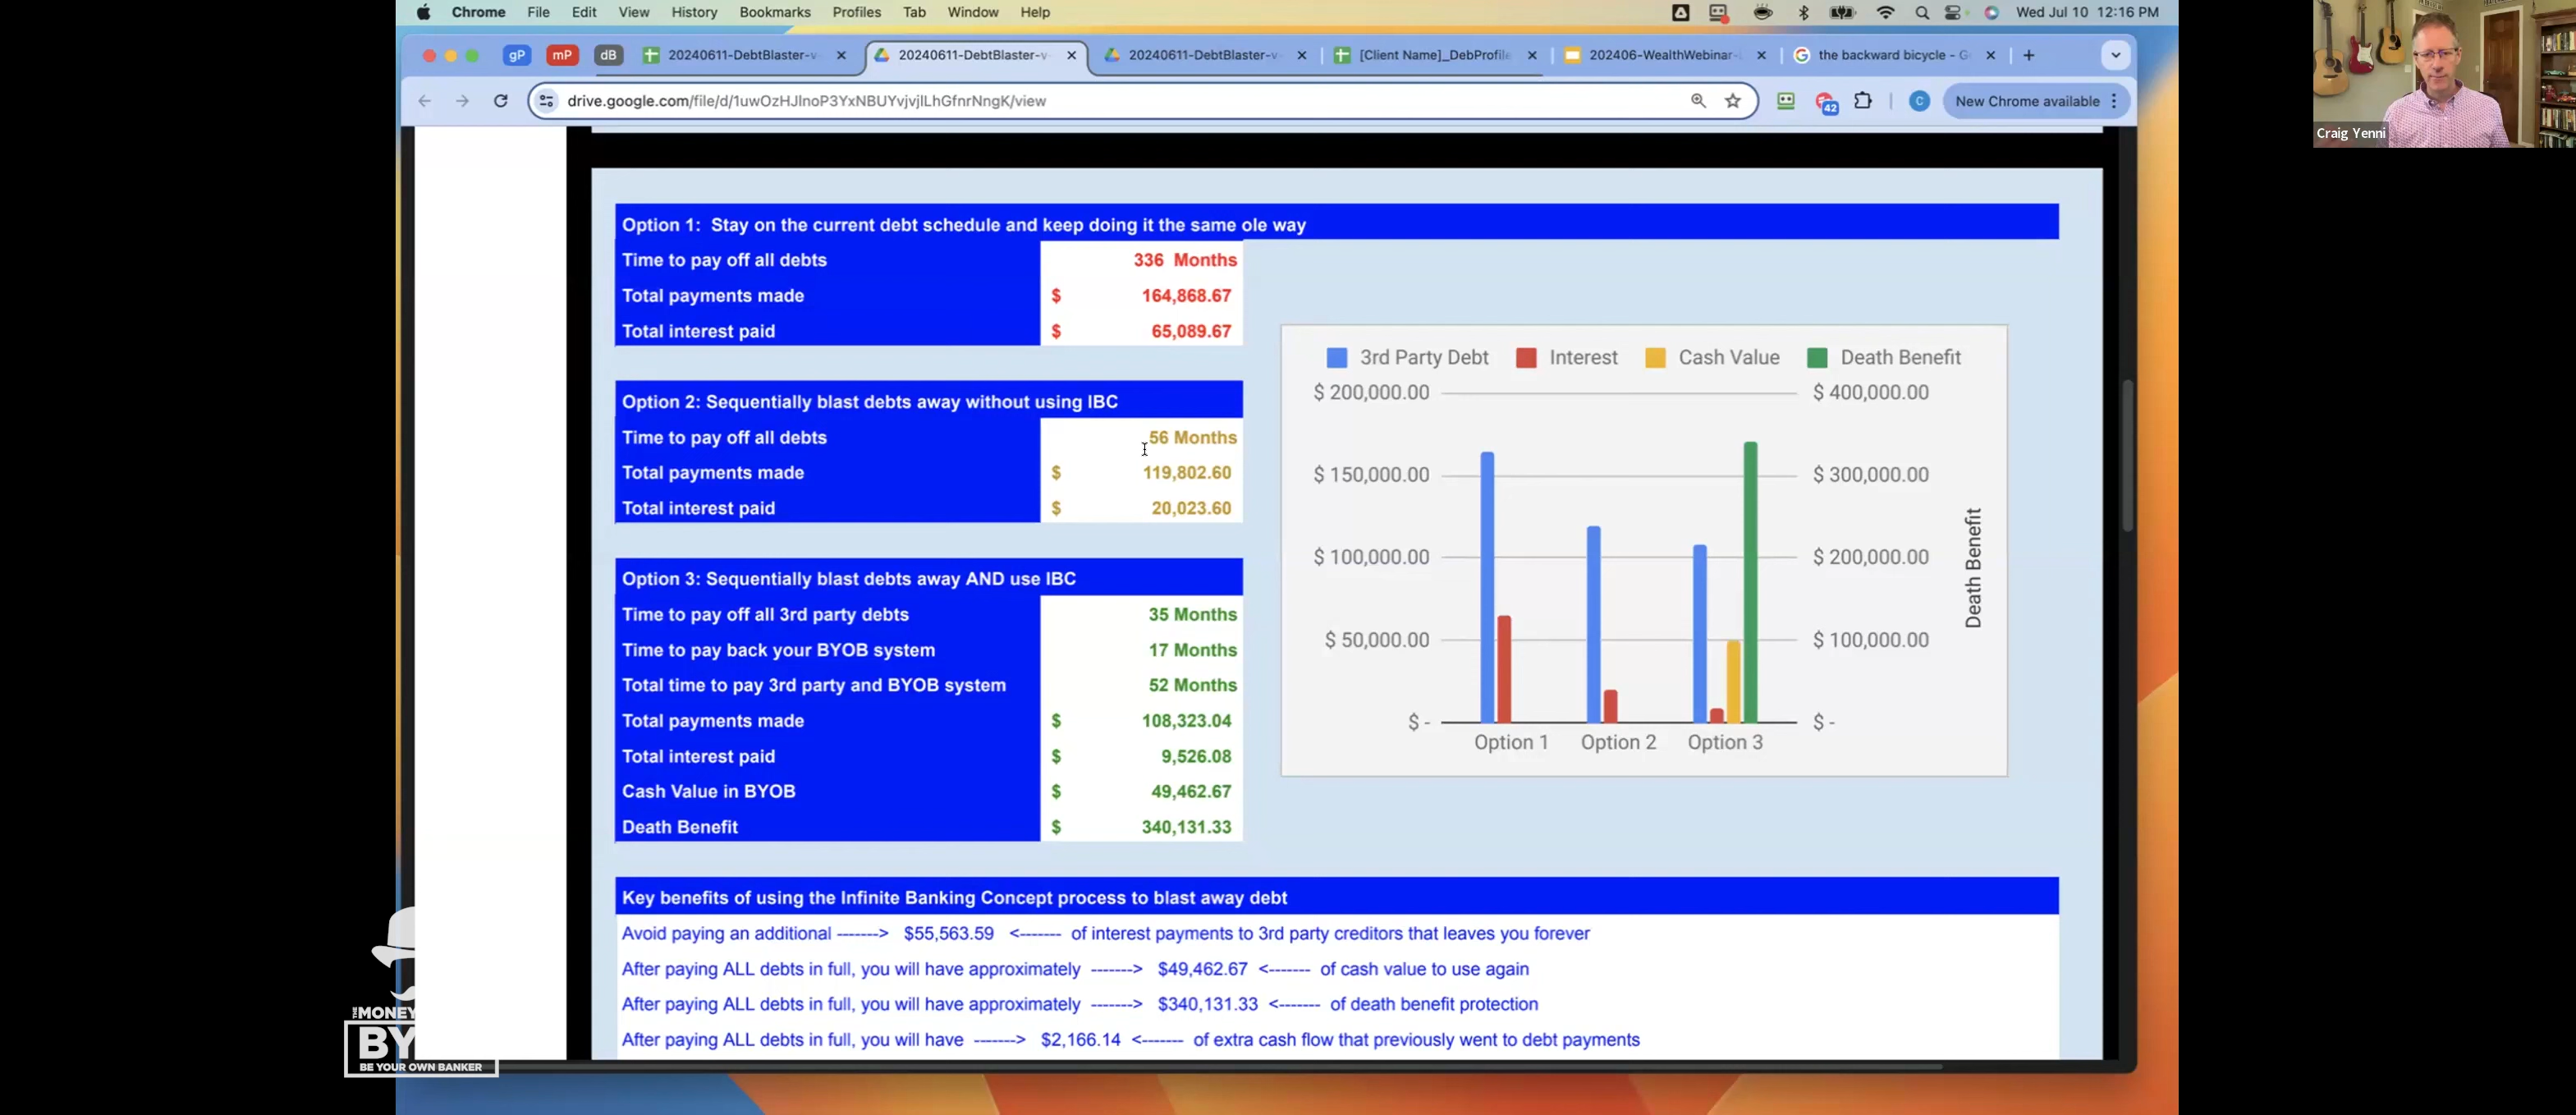 Chrome File Edit View History Bookmarks Profiles Tab Window Help Wed Jul 10 12:16 PM
gP mP dB 20240611-DebtBlaster-v 20240611-DebtBlaster-v 20240611-DebtBlaster-v [Client Name]_DebProfile 202406-WealthWebinar- the backward bicycle - G
drive.google.com/file/d/1uwOzHJlnoP3YxNBUYvjvjlLhGfnrNngK/view 42 C New Chrome available
Craig Yenni
Option 1: Stay on the current debt schedule and keep doing it the same ole way
Time to pay off all debts 336 Months
Total payments made $ 164,868.67
Total interest paid $ 65,089.67
Option 2: Sequentially blast debts away without using IBC
Time to pay off all debts 56 Months
Total payments made $ 119,802.60
Total interest paid $ 20,023.60
Option 3: Sequentially blast debts away AND use IBC
Time to pay off all 3rd party debts 35 Months
Time to pay back your BYOB system 17 Months
Total time to pay 3rd party and BYOB system 52 Months
Total payments made $ 108,323.04
Total interest paid $ 9,526.08
Cash Value in BYOB $ 49,462.67
Death Benefit $ 340,131.33
3rd Party Debt Interest Cash Value Death Benefit
$ 200,000.00 $ 400,000.00
$ 150,000.00 $ 300,000.00
$ 100,000.00 $ 200,000.00
$ 50,000.00 $ 100,000.00
$ - $ -
Option 1 Option 2 Option 3
Death Benefit
Key benefits of using the Infinite Banking Concept process to blast away debt
Avoid paying an additional -------> $55,563.59 <------- of interest payments to 3rd party creditors that leaves you forever
After paying ALL debts in full, you will have approximately -------> $49,462.67 <------- of cash value to use again
After paying ALL debts in full, you will have approximately -------> $340,131.33 <------- of death benefit protection
After paying ALL debts in full, you will have -------> $2,166.14 <------- of extra cash flow that previously went to debt payments
THE MONEY
BY
BE YOUR OWN BANKER